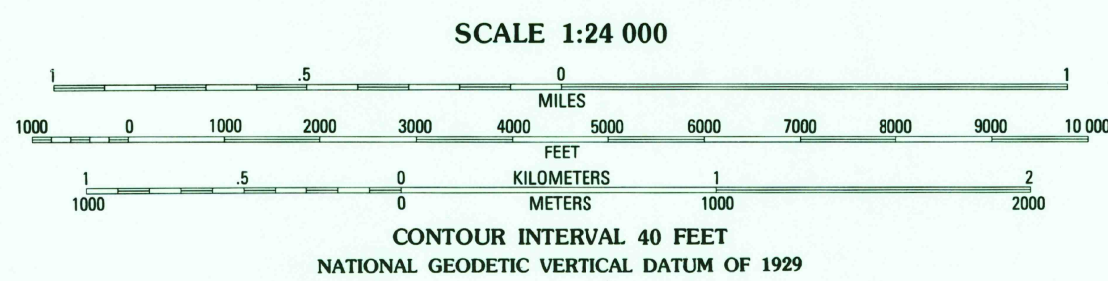 SCALE 1:24 000
1 .5 0 1
MILES
1000 0 1000 2000 3000 4000 5000 6000 7000 8000 9000 10 000
FEET
1 .5 0 KILOMETERS 1 2
1000 0 METERS 1000 2000
CONTOUR INTERVAL 40 FEET
NATIONAL GEODETIC VERTICAL DATUM OF 1929